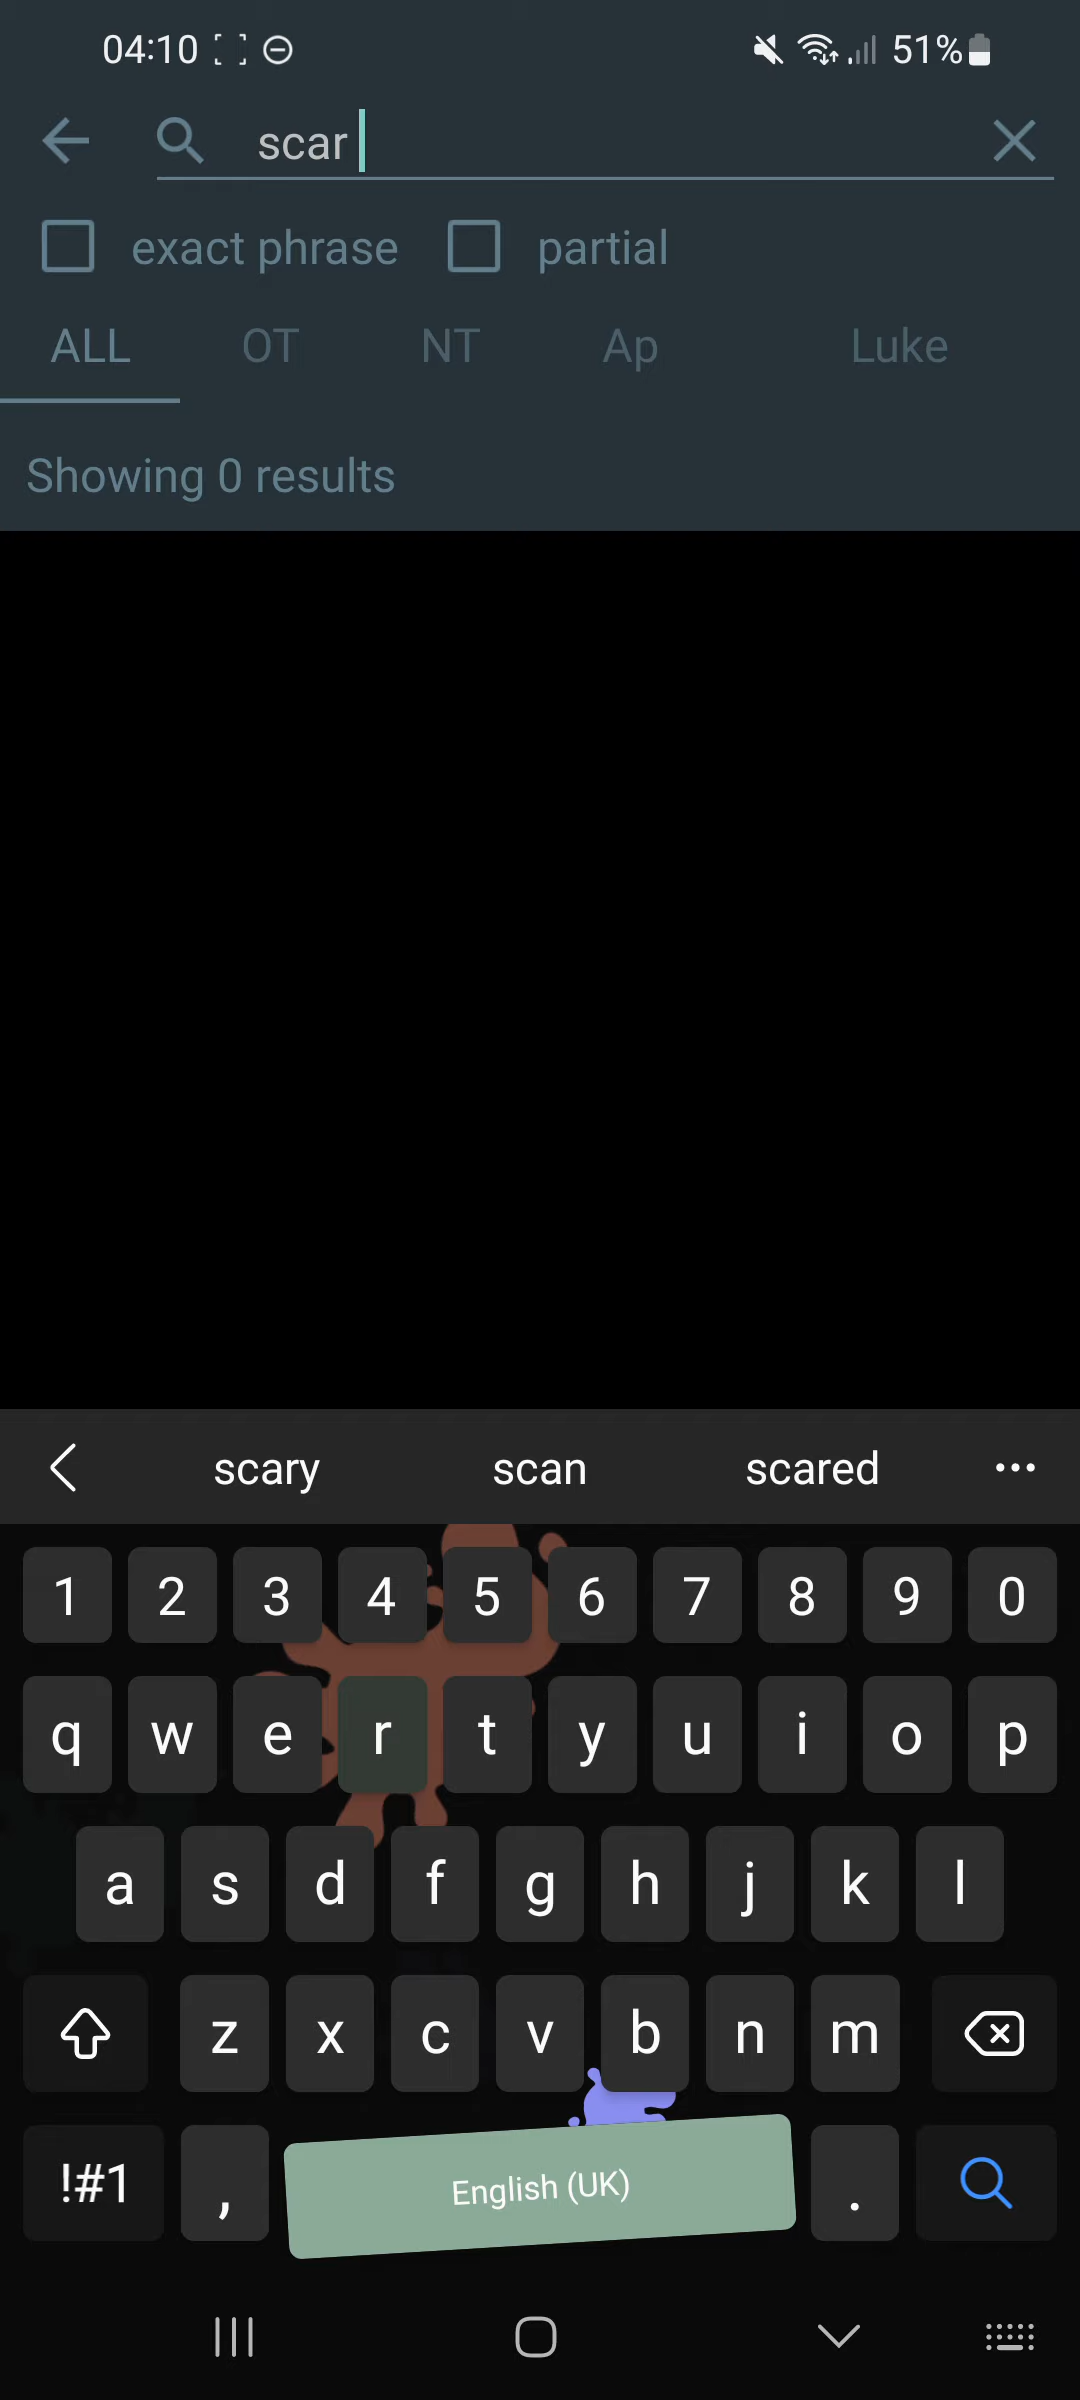 04:10 51%
scar
exact phrase partial
ALL OT NT Ap Luke
Showing 0 results
scary scan scared
1 2 3 4 5 6 7 8 9 0
q w e r t y u i o p
a s d f g h j k l
z x c v b n m
!#1 , English (UK) .